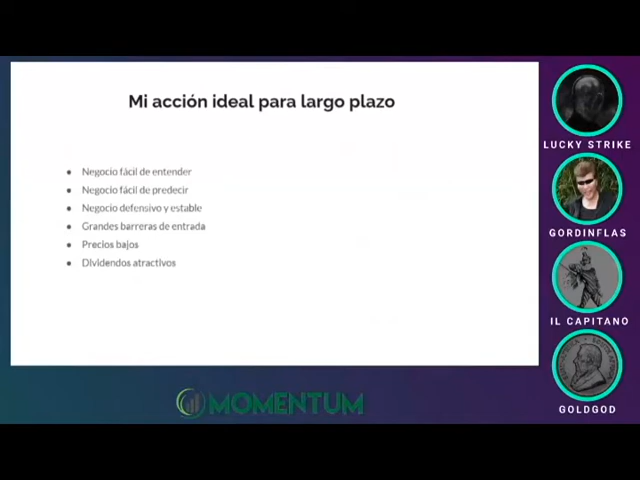 Mi acción ideal para largo plazo
Negocio fácil de entender
Negocio fácil de predecir
Negocio defensivo y estable
Grandes barreras de entrada
Precios bajos
Dividendos atractivos
LUCKY STRIKE
GORDINFLAS
IL CAPITANO
GOLDGOD
MOMENTUM